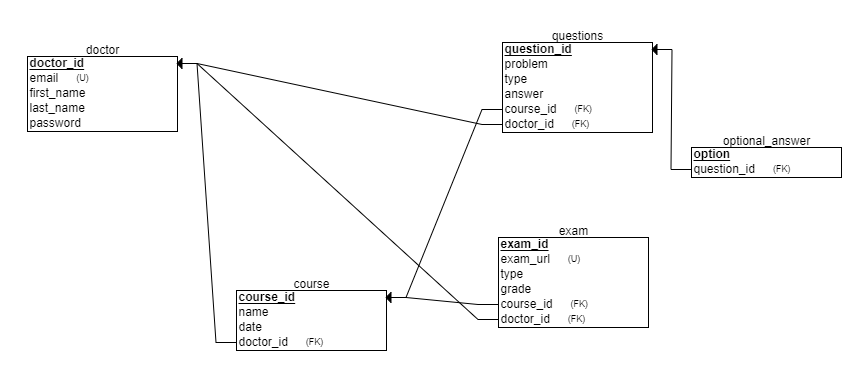 doctor
doctor_id
email (U)
first_name
last_name
password
questions
question_id
problem
type
answer
course_id (FK)
doctor_id (FK)
optional_answer
option
question_id (FK)
exam
exam_id
exam_url (U)
type
grade
course_id (FK)
doctor_id (FK)
course
course_id
name
date
doctor_id (FK)